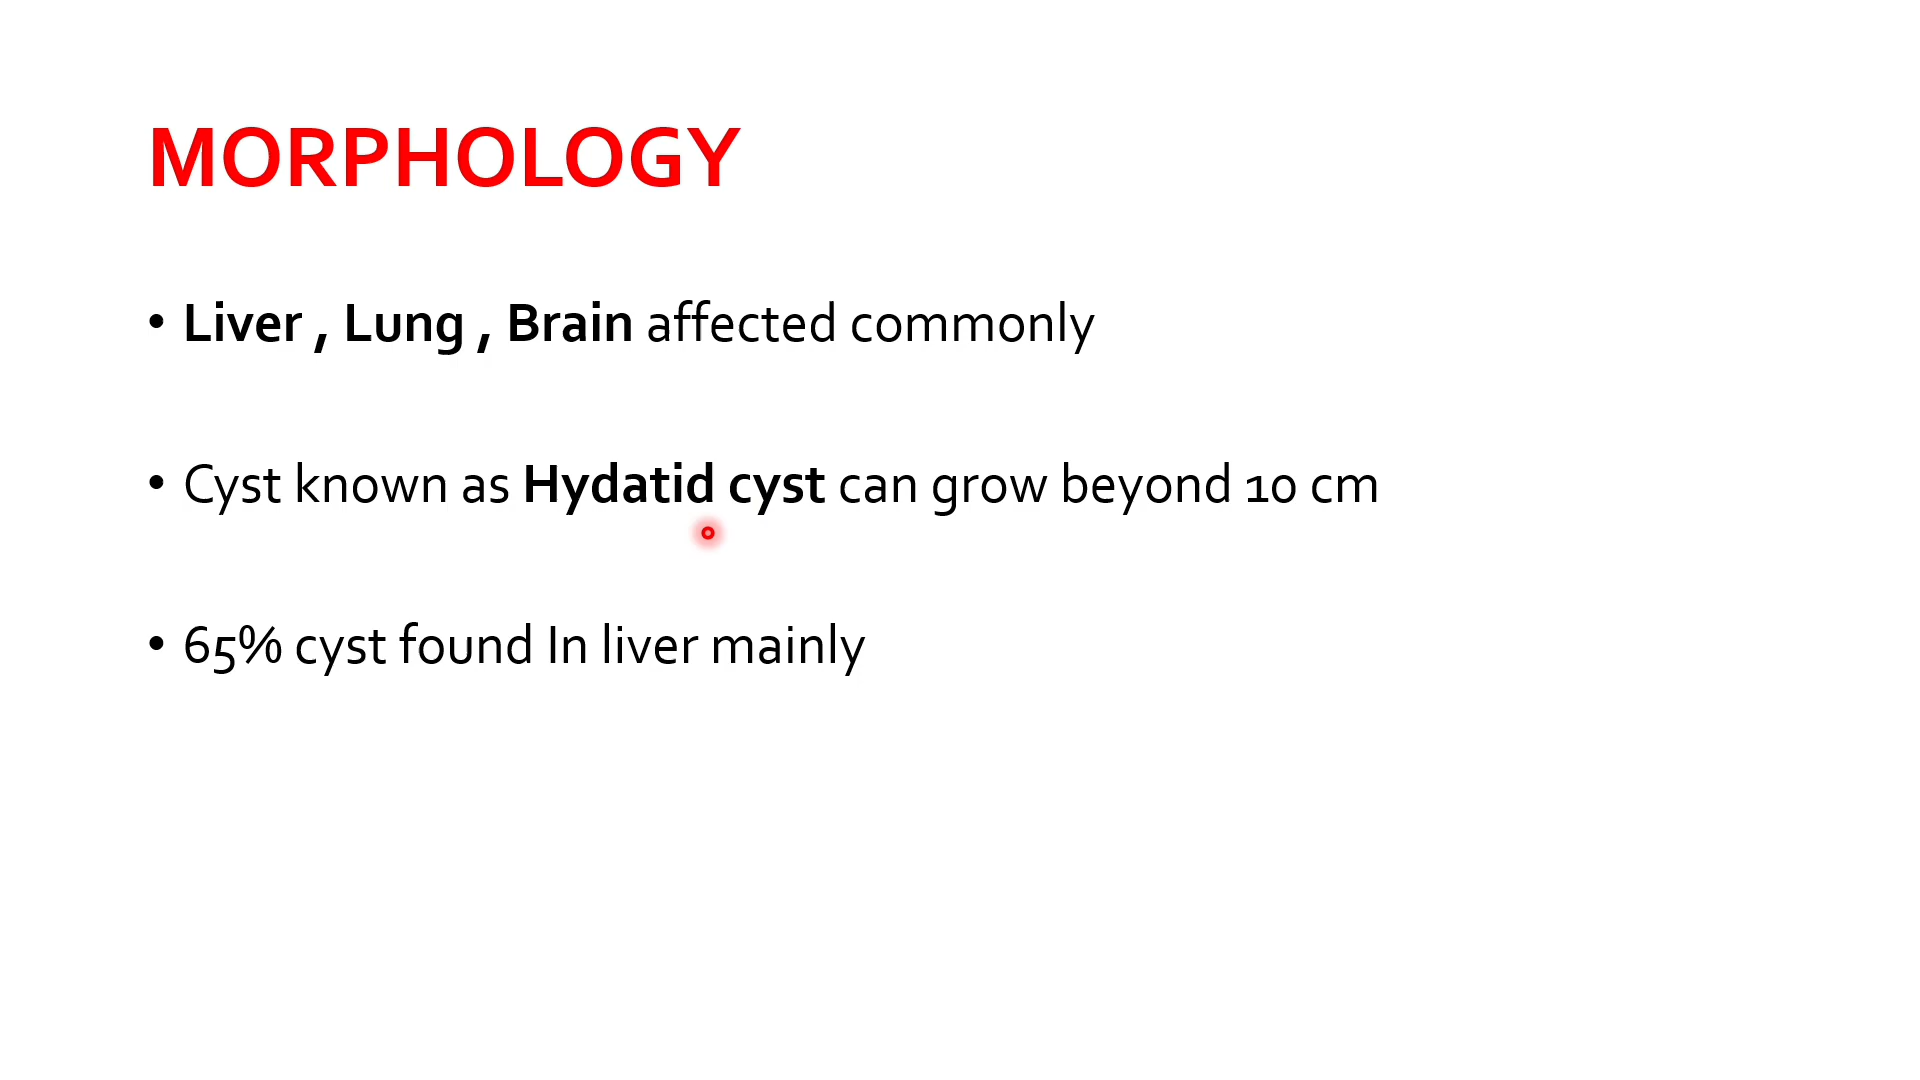 MORPHOLOGY
• Liver , Lung , Brain affected commonly
• Cyst known as Hydatid cyst can grow beyond 10 cm
• 65% cyst found In liver mainly